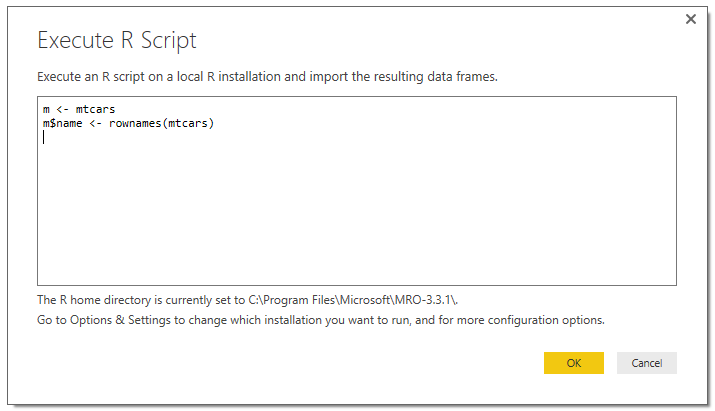 Execute R Script
Execute an R script on a local R installation and import the resulting data frames.
m <- mtcars
m$name <- rownames(mtcars)
The R home directory is currently set to C:\Program Files\Microsoft\MRO-3.3.1\.
Go to Options & Settings to change which installation you want to run, and for more configuration options.
OK
Cancel